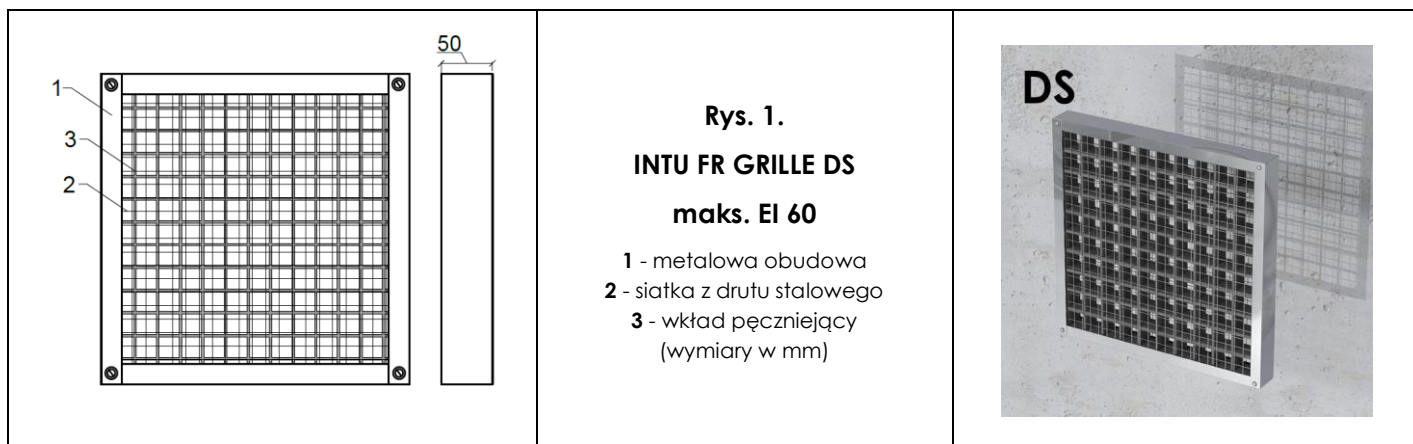 50
1
3
2
Rys. 1.
INTU FR GRILLE DS
maks. EI 60
1 - metalowa obudowa
2 - siatka z drutu stalowego
3 - wkład pęczniejący
(wymiary w mm)
DS